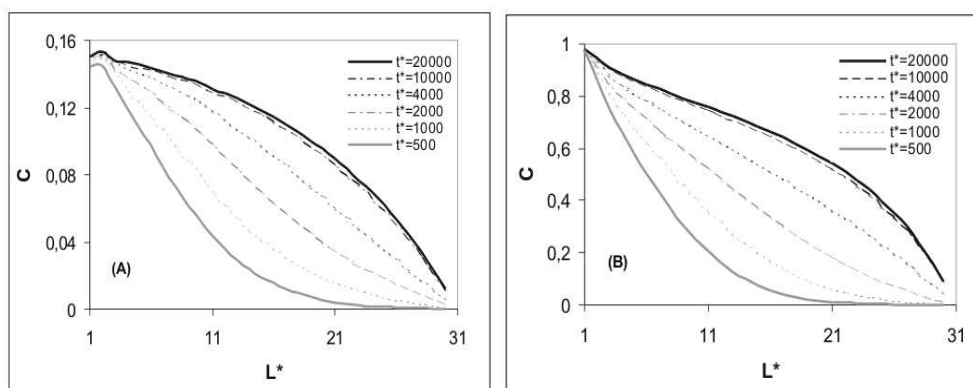 0,16
0,12
0,08
0,04
0
C
t*=20000
t*=10000
t*=4000
t*=2000
t*=1000
t*=500
(A)
1 11 21 31
L*
1
0,8
0,6
0,4
0,2
0
C
t*=20000
t*=10000
t*=4000
t*=2000
t*=1000
t*=500
(B)
1 11 21 31
L*